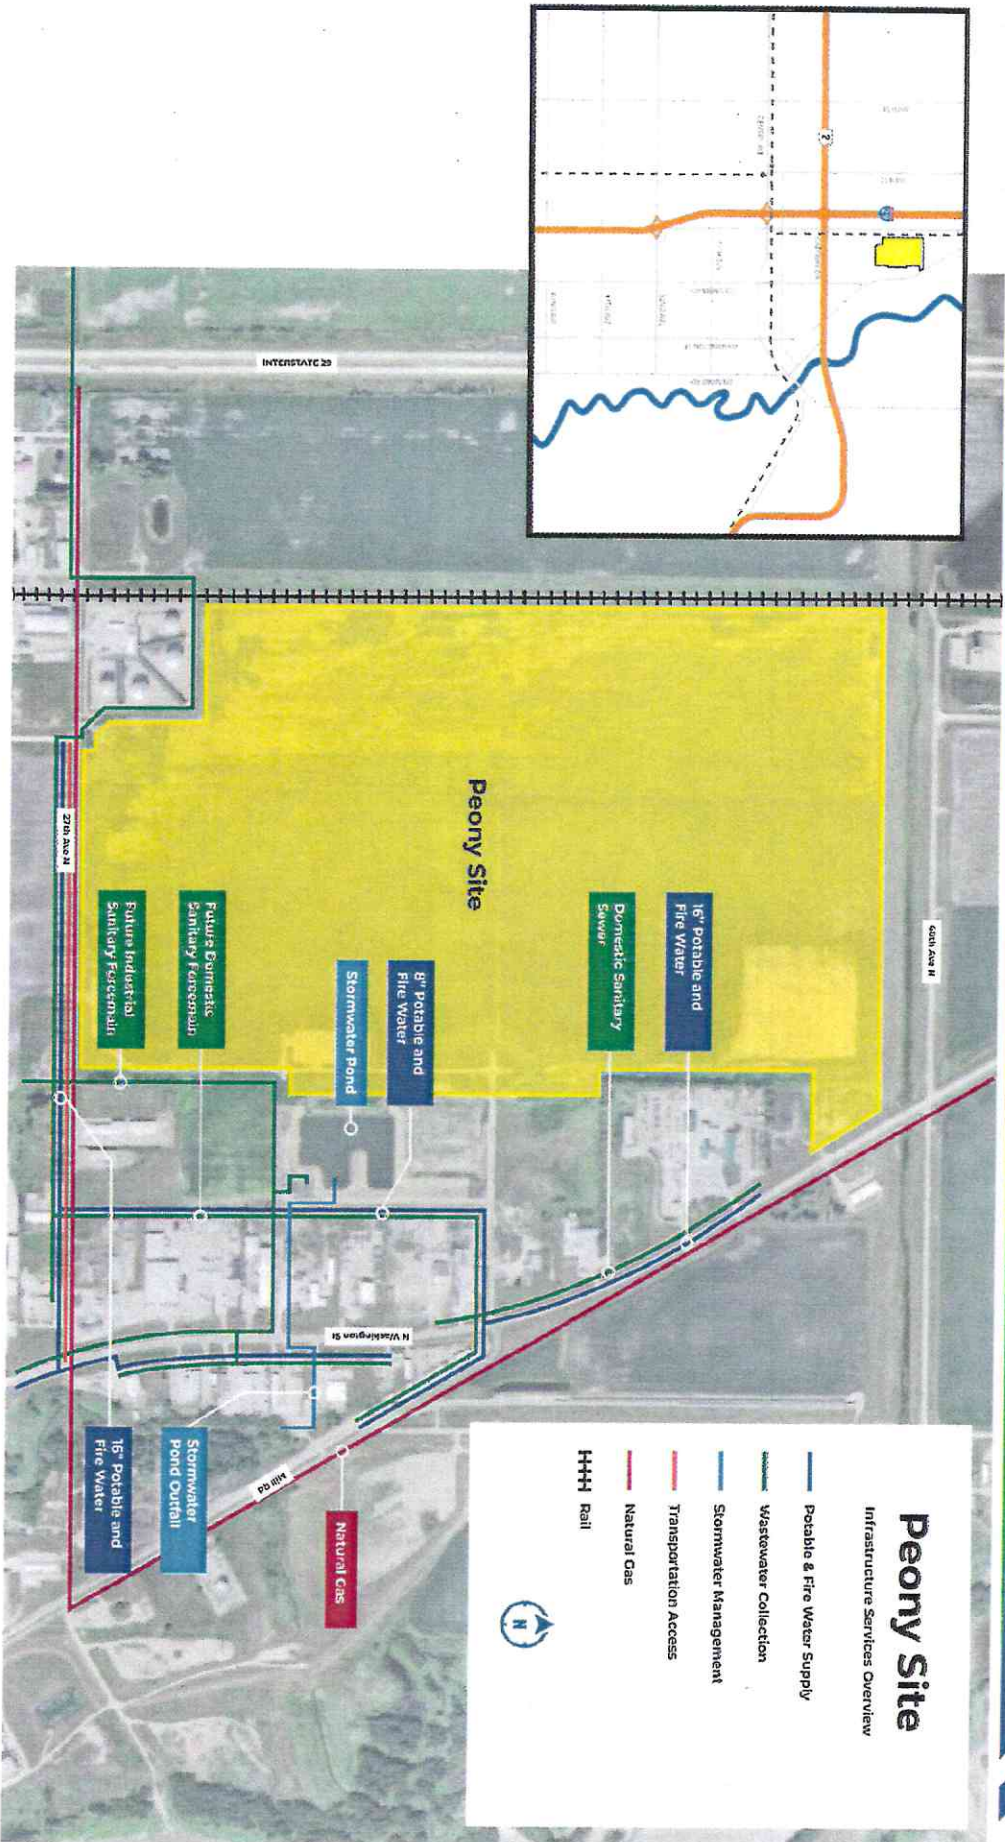 Peony Site
Infrastructure Services Overview
Potable & Fire Water Supply
Wastewater Collection
Stormwater Management
Transportation Access
Natural Gas
Rail
N
2
INTERSTATE 29
60th Ave N
Peony Site
16" Potable and
Fire Water
Domestic Sanitary
Sewer
8" Potable and
Fire Water
Stormwater Pond
Future Domestic
Sanitary Forcemain
Future Industrial
Sanitary Forcemain
27th Ave N
N Washington St
Mill Rd
Natural Gas
Stormwater
Pond Outfall
16" Potable and
Fire Water